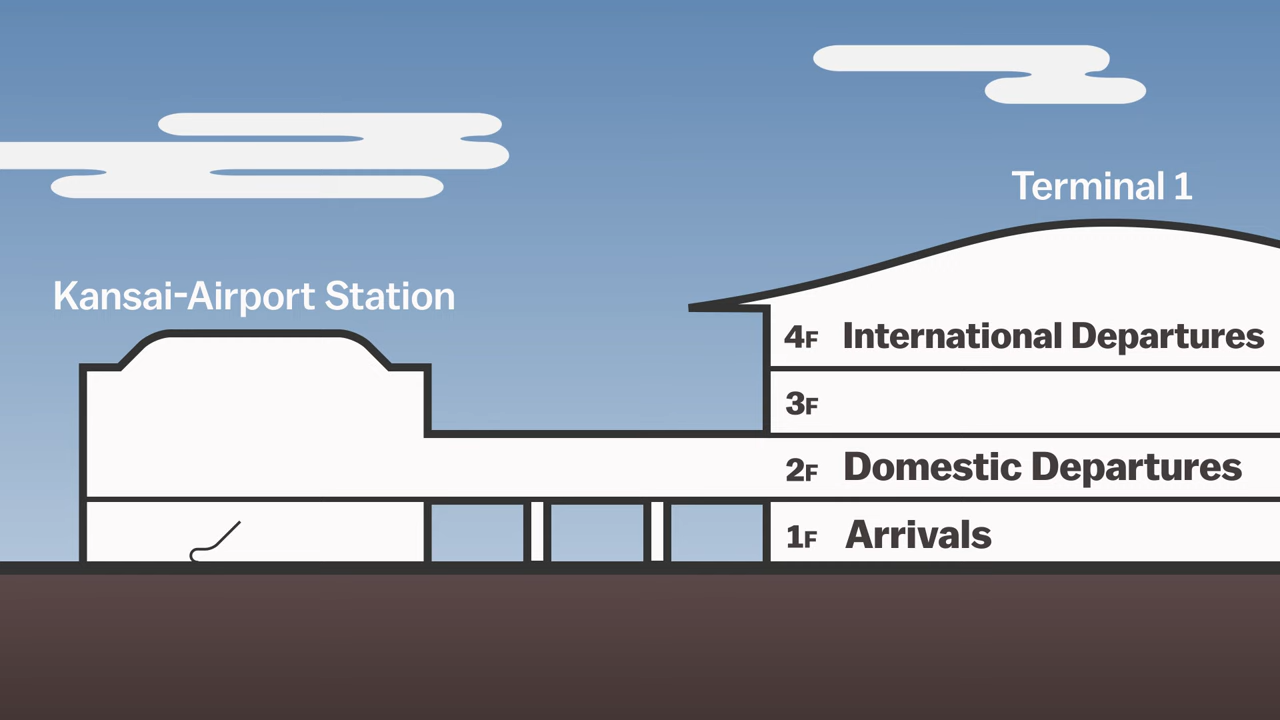 Terminal 1
Kansai-Airport Station
4F International Departures
3F
2F Domestic Departures
1F Arrivals